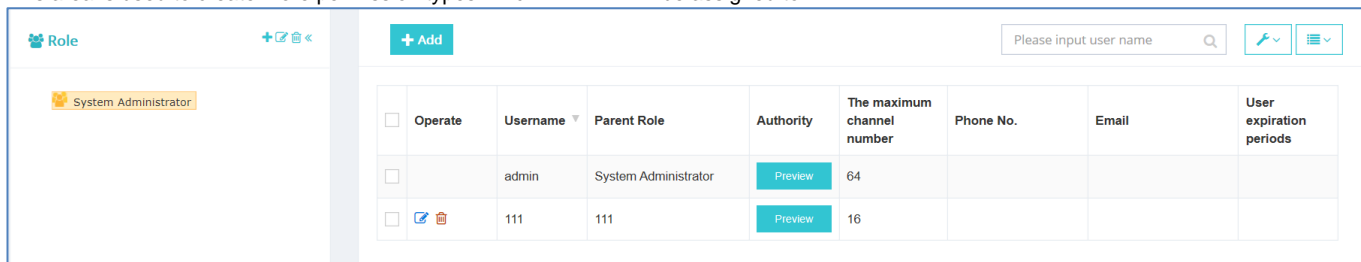 Role
+ Add
Please input user name
System Administrator
Operate Username Parent Role Authority The maximum channel number Phone No. Email User expiration periods
admin System Administrator Preview 64
111 111 Preview 16